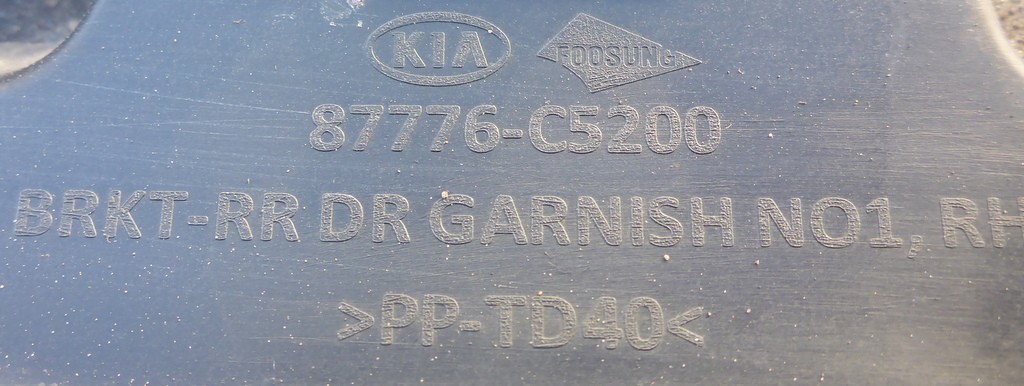 KIA FOOSUNG
87776-C5200
BRKT-RR DR GARNISH NO1, RH
>PP-TD40<